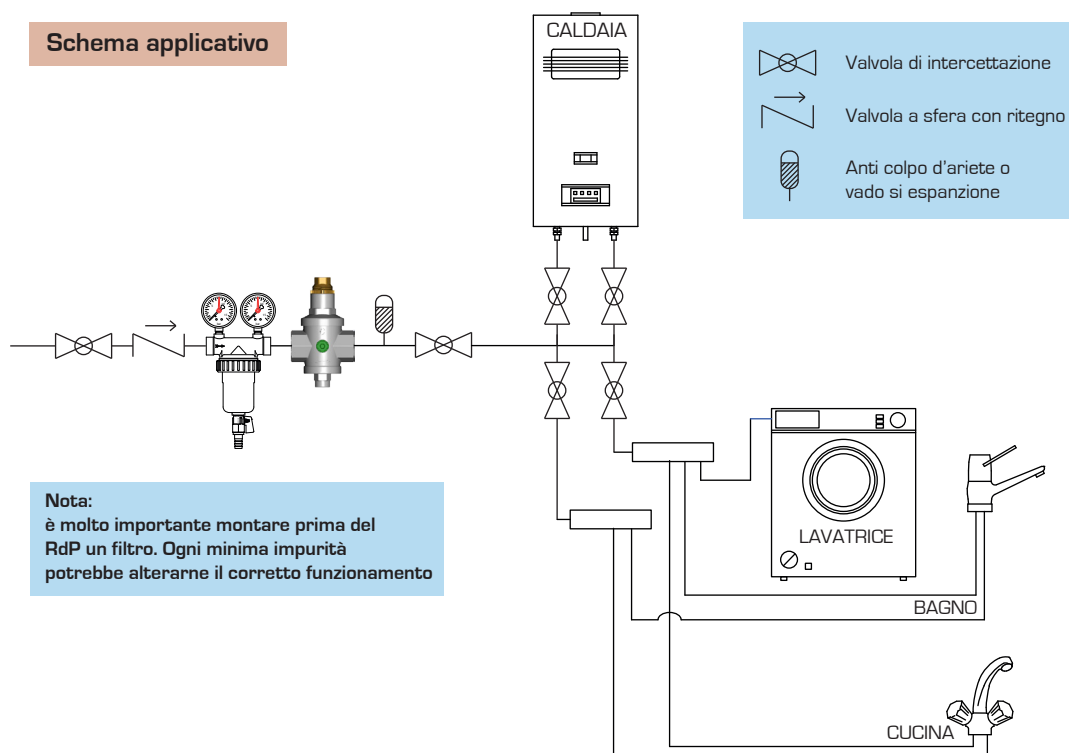 Schema applicativo
CALDAIA
Valvola di intercettazione
Valvola a sfera con ritegno
Anti colpo d'ariete o
vado si espanzione
Nota:
è molto importante montare prima del
RdP un filtro. Ogni minima impurità
potrebbe alterarne il corretto funzionamento
LAVATRICE
BAGNO
CUCINA